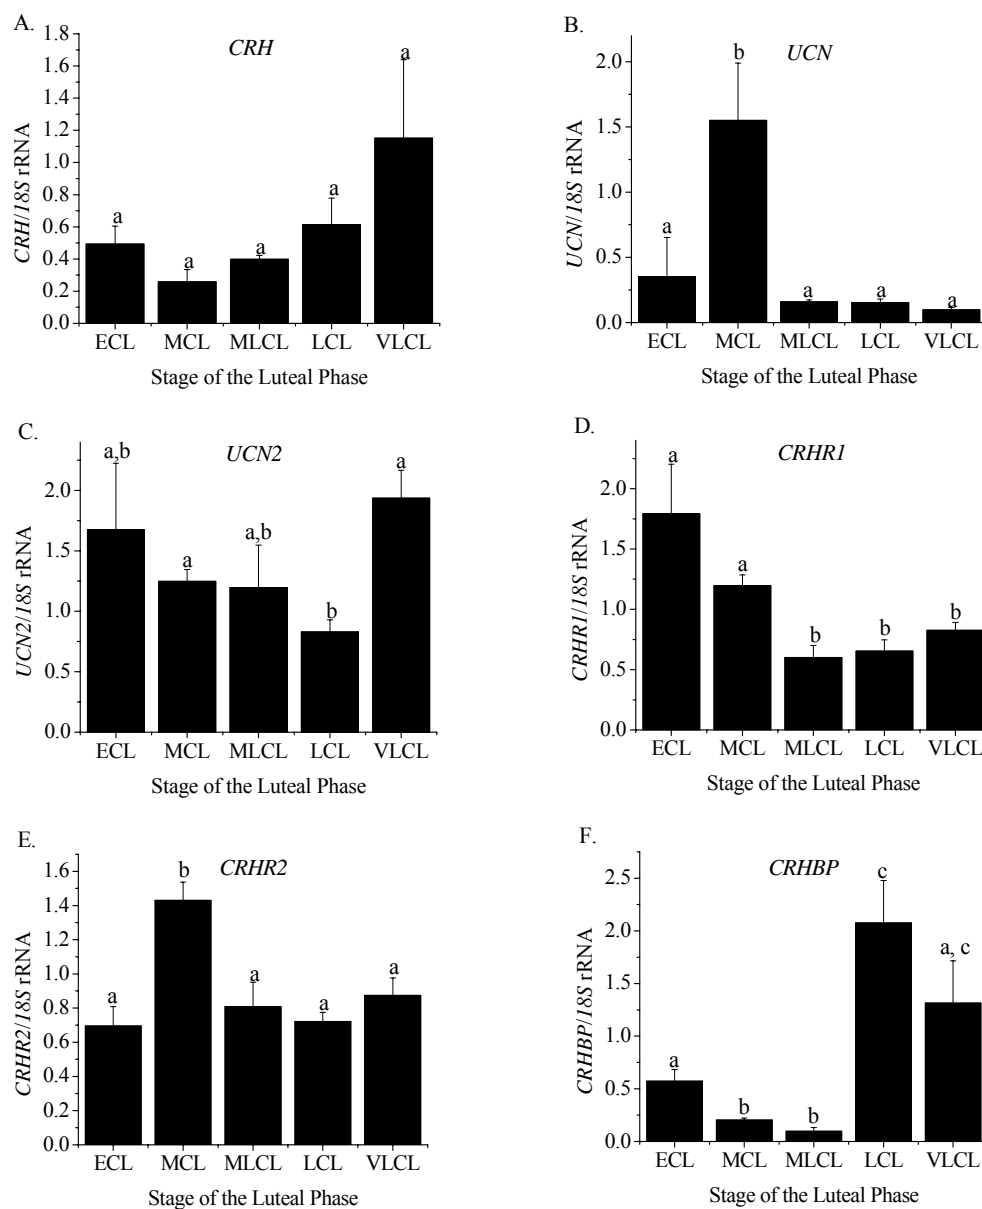 A.
CRH
CRH/18S rRNA
1.8
1.6
1.4
1.2
1.0
0.8
0.6
0.4
0.2
0.0
a
a
a
a
a
ECL MCL MLCL LCL VLCL
Stage of the Luteal Phase
B.
UCN
UCN/18S rRNA
2.0
1.5
1.0
0.5
0.0
a
b
a
a
a
ECL MCL MLCL LCL VLCL
Stage of the Luteal Phase
C.
UCN2
UCN2/18S rRNA
2.0
1.5
1.0
0.5
0.0
a,b
a
a,b
b
a
ECL MCL MLCL LCL VLCL
Stage of the Luteal Phase
D.
CRHR1
CRHR1/18S rRNA
2.0
1.5
1.0
0.5
0.0
a
a
b
b
b
ECL MCL MLCL LCL VLCL
Stage of the Luteal Phase
E.
CRHR2
CRHR2/18S rRNA
1.6
1.4
1.2
1.0
0.8
0.6
0.4
0.2
0.0
a
b
a
a
a
ECL MCL MLCL LCL VLCL
Stage of the Luteal Phase
F.
CRHBP
CRHBP/18S rRNA
2.5
2.0
1.5
1.0
0.5
0.0
a
b
b
c
a, c
ECL MCL MLCL LCL VLCL
Stage of the Luteal Phase